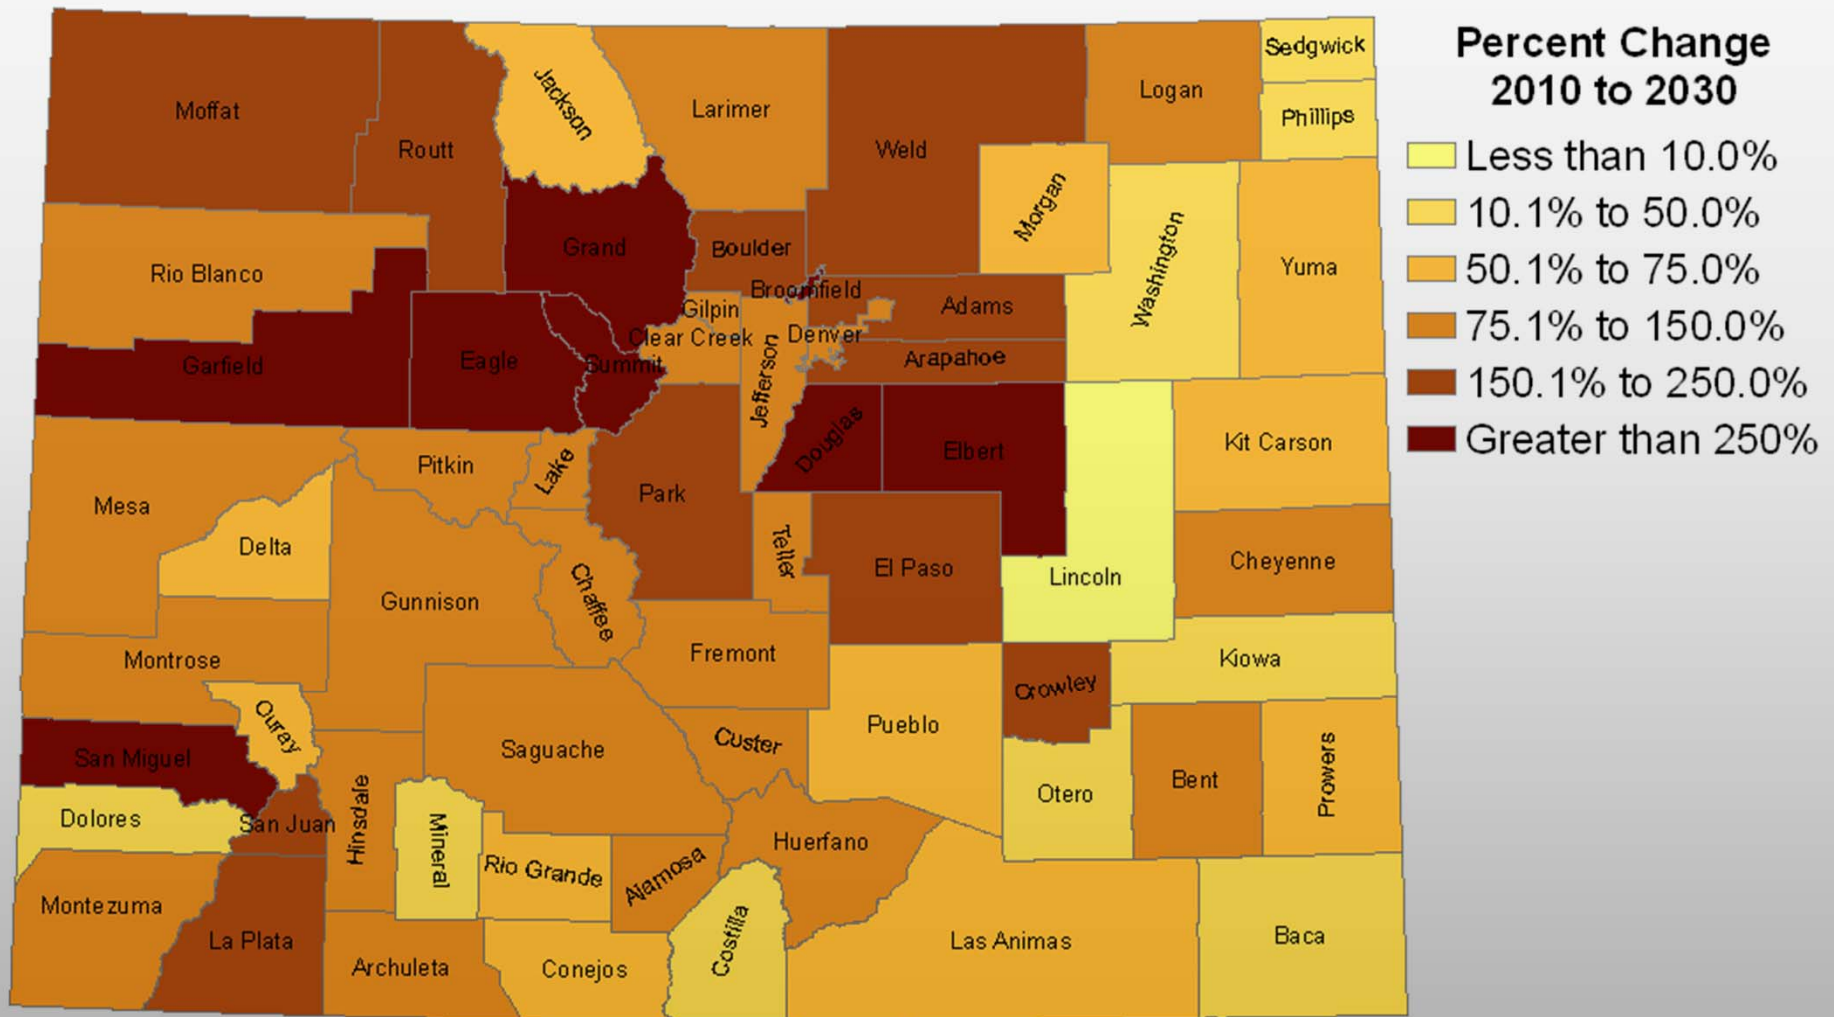 Percent Change
2010 to 2030
Less than 10.0%
10.1% to 50.0%
50.1% to 75.0%
75.1% to 150.0%
150.1% to 250.0%
Greater than 250%
Sedgwick
Moffat
Jackson
Larimer
Logan
Phillips
Routt
Weld
Morgan
Washington
Yuma
Rio Blanco
Grand
Boulder
Broomfield
Gilpin
Adams
Clear Creek
Denver
Garfield
Eagle
Summit
Jefferson
Arapahoe
Pitkin
Lake
Park
Douglas
Elbert
Kit Carson
Mesa
Delta
Teller
El Paso
Lincoln
Cheyenne
Gunnison
Chaffee
Montrose
Fremont
Kiowa
Ouray
Crowley
San Miguel
Saguache
Custer
Pueblo
Dolores
San Juan
Hinsdale
Mineral
Rio Grande
Alamosa
Huerfano
Otero
Bent
Prowers
Montezuma
La Plata
Archuleta
Conejos
Costilla
Las Animas
Baca